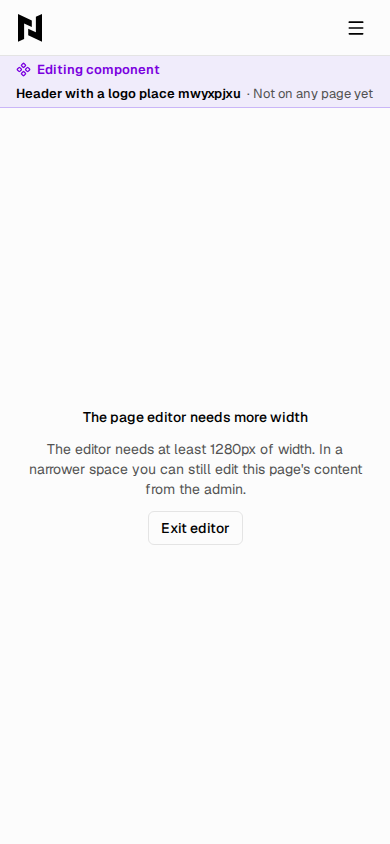 Editing component
Header with a logo place mwyxpjxu · Not on any page yet
The page editor needs more width
The editor needs at least 1280px of width. In a
narrower space you can still edit this page's content
from the admin.
Exit editor